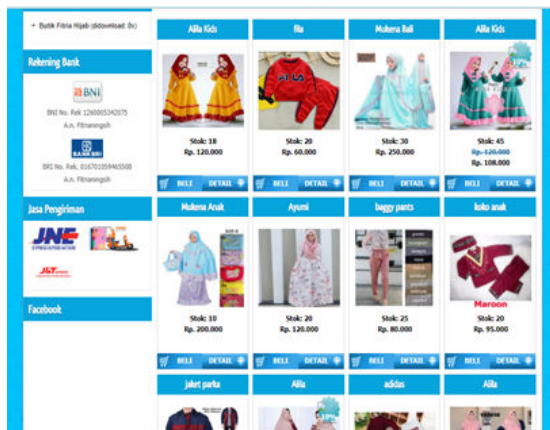 + Butik Fitria Hijab (didownload: 0x)
Rekening Bank
BNI
BNI No. Rek 1260005342075
A.n. Fitrianingsih
BANK BRI
BRI No. Rek. 016701059465508
A.n. Fitrianingsih
Jasa Pengiriman
JNE
J&T
Facebook
Alila Kids
Stok: 18
Rp. 120.000
BELI DETAIL
fila
Stok: 20
Rp. 60.000
BELI DETAIL
Mukena Bali
Stok: 30
Rp. 250.000
BELI DETAIL
Alila Kids
Stok: 45
Rp. 120.000
Rp. 108.000
BELI DETAIL
Mukena Anak
Stok: 10
Rp. 200.000
BELI DETAIL
Ayumi
Stok: 20
Rp. 120.000
BELI DETAIL
baggy pants
Stok: 25
Rp. 80.000
BELI DETAIL
koko anak
Maroon
Stok: 20
Rp. 95.000
BELI DETAIL
jaket parka
Alila
10%
adidas
Alila